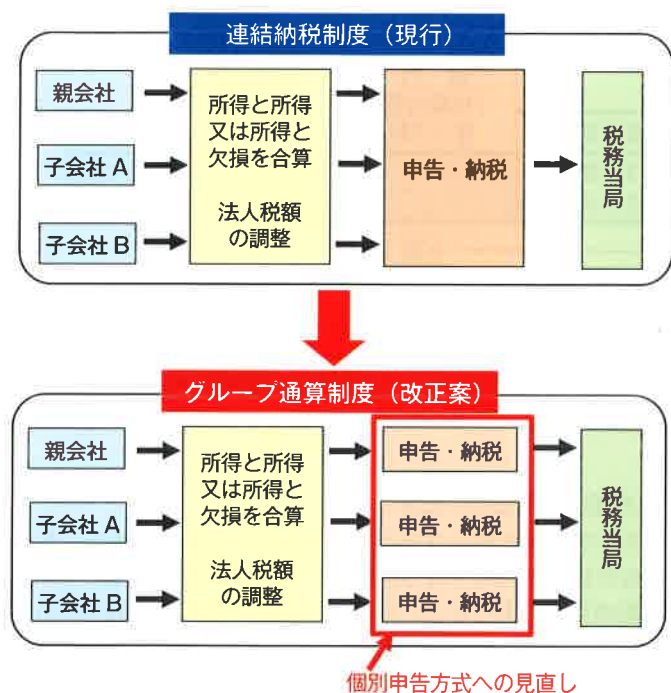 連結納税制度（現行）
親会社
子会社 A
子会社 B
所得と所得
又は所得と
欠損を合算
法人税額
の調整
申告・納税
税務当局
グループ通算制度（改正案）
親会社
子会社 A
子会社 B
所得と所得
又は所得と
欠損を合算
法人税額
の調整
申告・納税
申告・納税
申告・納税
税務当局
個別申告方式への見直し